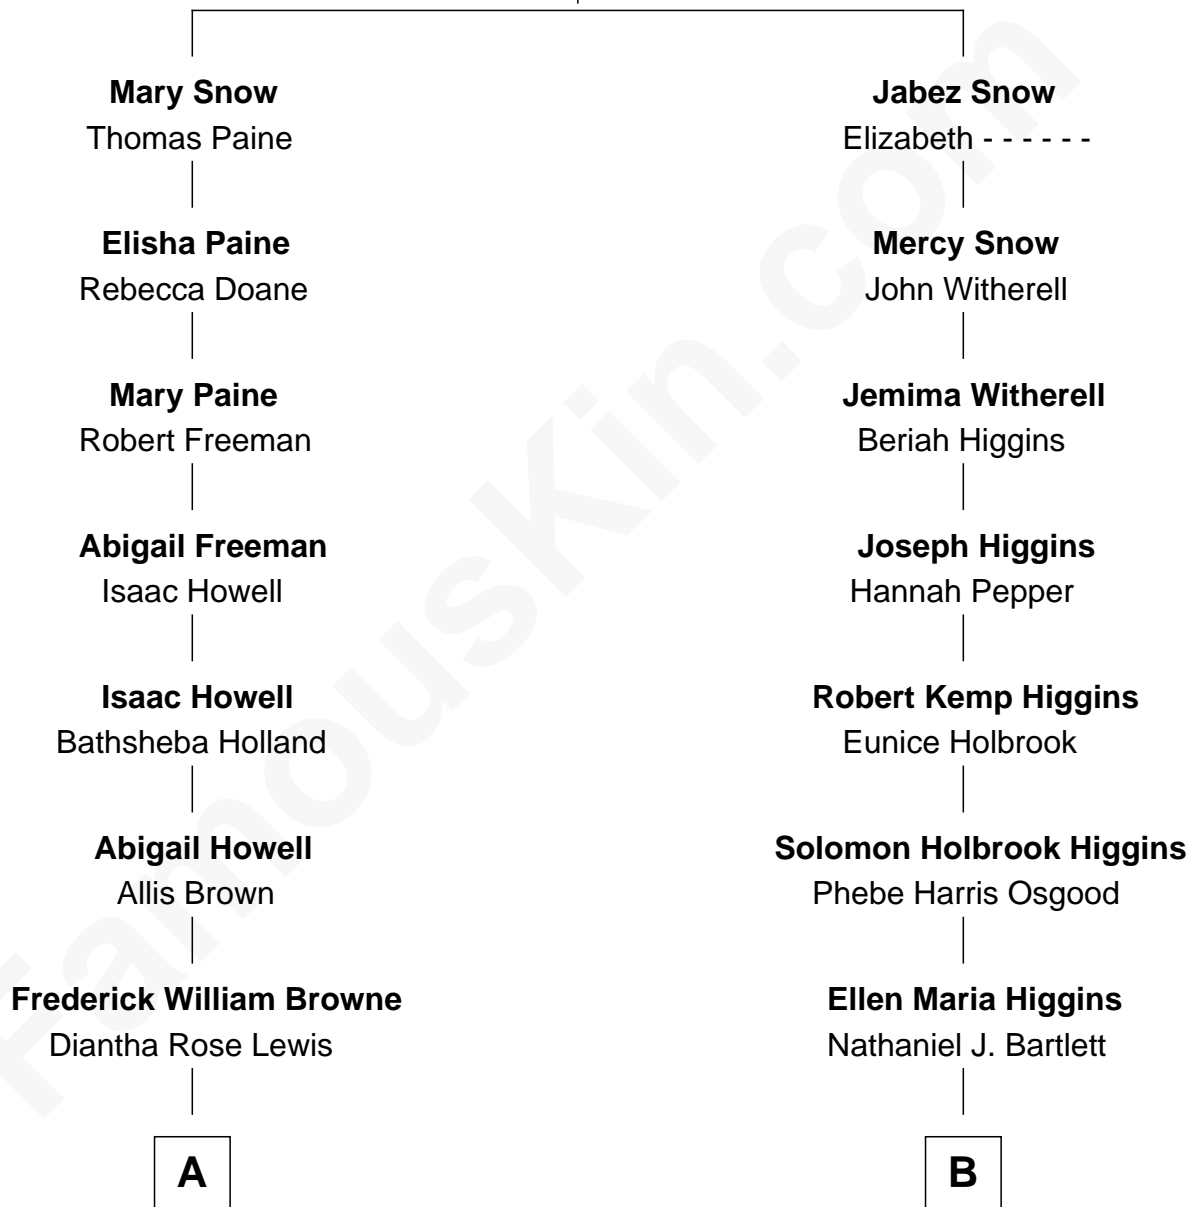 Mary Snow
Thomas Paine
Elisha Paine
Rebecca Doane
Mary Paine
Robert Freeman
Abigail Freeman
Isaac Howell
Isaac Howell
Bathsheba Holland
Abigail Howell
Allis Brown
Frederick William Browne
Diantha Rose Lewis
A
Jabez Snow
Elizabeth - - - - - -
Mercy Snow
John Witherell
Jemima Witherell
Beriah Higgins
Joseph Higgins
Hannah Pepper
Robert Kemp Higgins
Eunice Holbrook
Solomon Holbrook Higgins
Phebe Harris Osgood
Ellen Maria Higgins
Nathaniel J. Bartlett
B
FamousKin.com